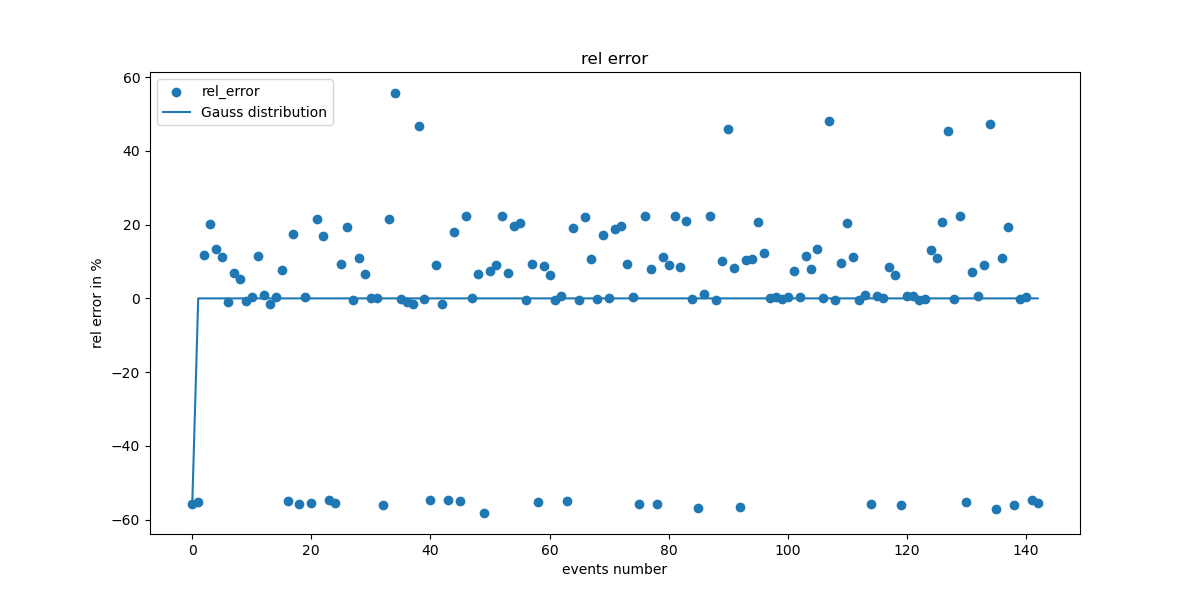 rel error
rel_error
Gauss distribution
60
40
20
0
−20
−40
−60
rel error in %
0 20 40 60 80 100 120 140
events number